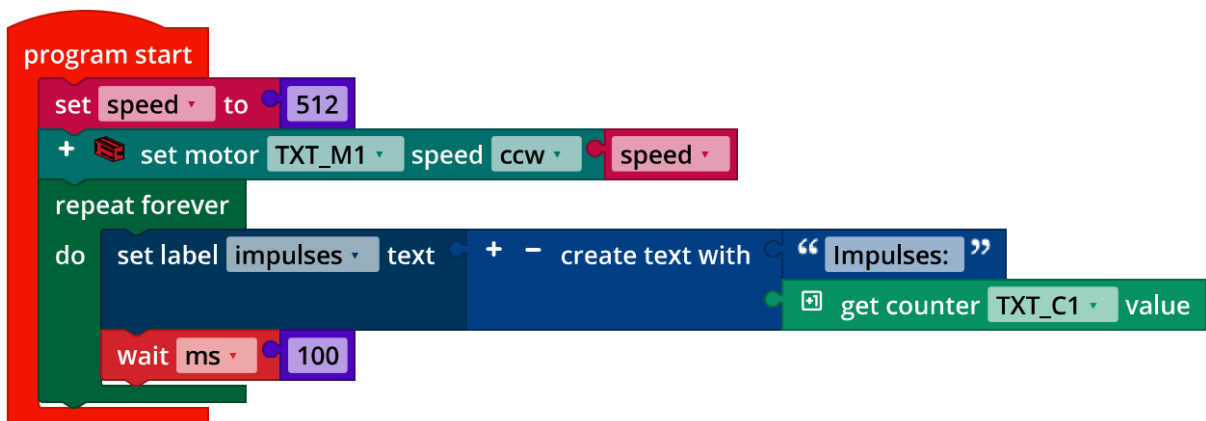 program start
set speed to 512
+ set motor TXT_M1 speed ccw speed
repeat forever
do set label impulses text + - create text with “ Impulses: ”
+1 get counter TXT_C1 value
wait ms 100